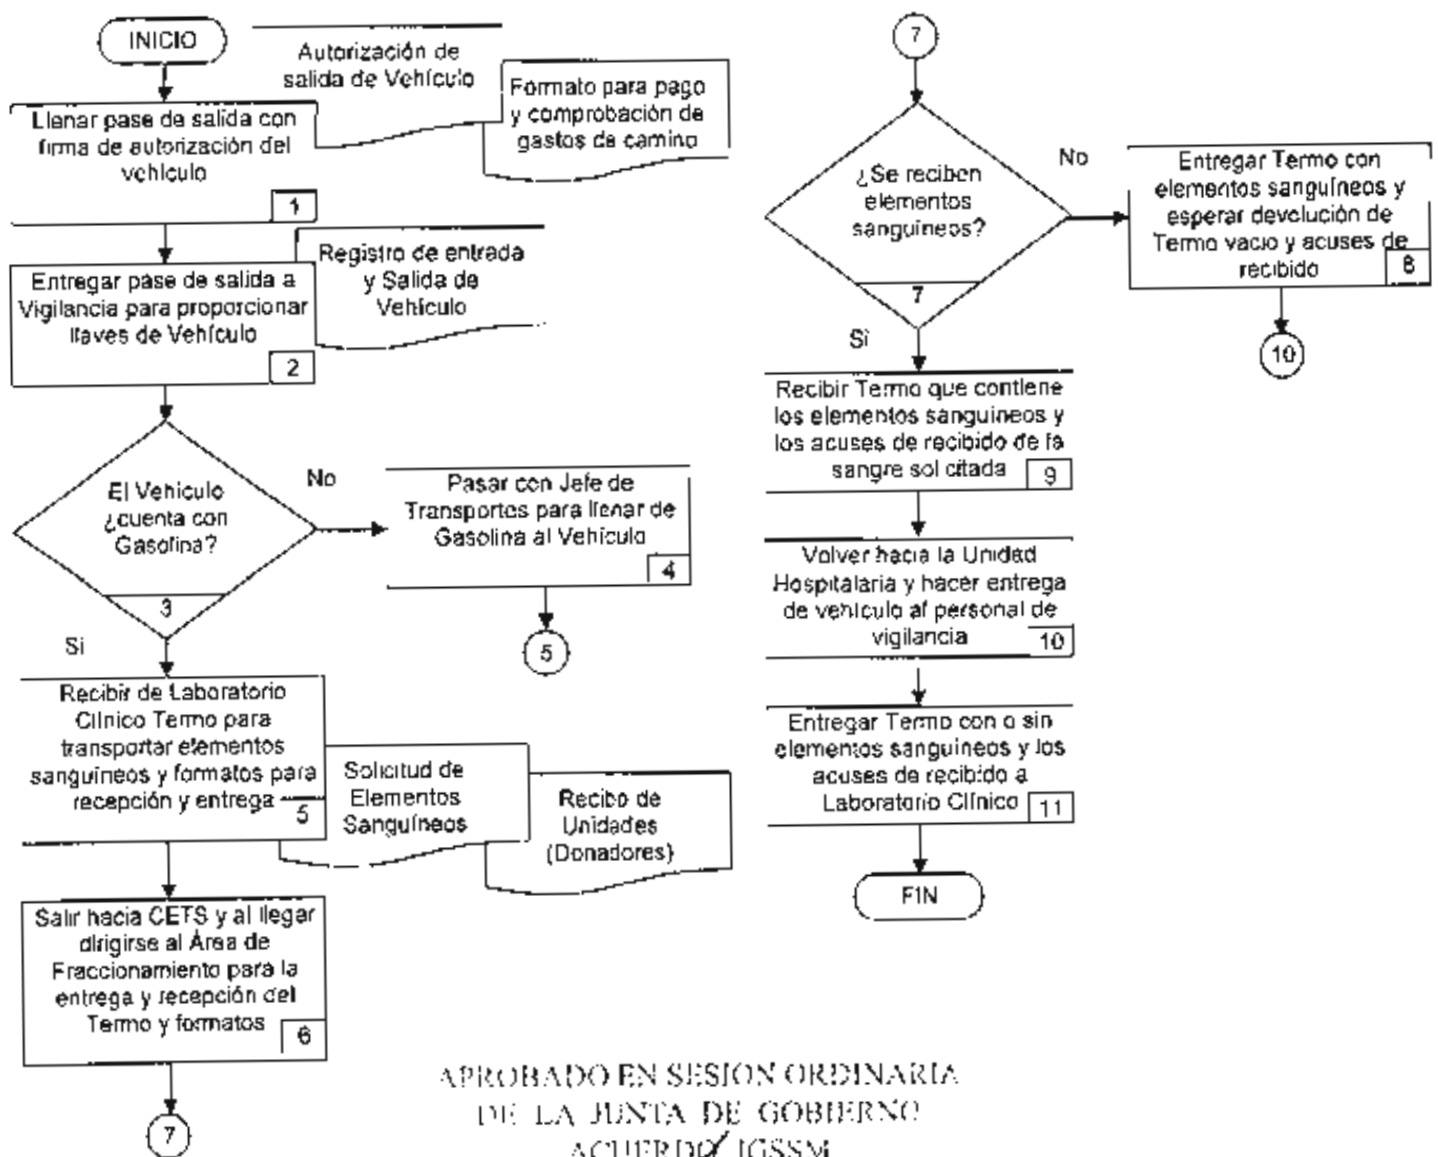 INICIO
Autorización de
salida de Vehículo
Formato para pago
y comprobación de
gastos de camino
Llenar pase de salida con
firma de autorización del
vehículo
1
Registro de entrada
y Salida de
Vehículo
Entregar pase de salida a
Vigilancia para proporcionar
llaves de Vehículo
2
El Vehículo
¿cuenta con
Gasolina?
3
No
Pasar con Jefe de
Transportes para llenar de
Gasolina al Vehículo
4
5
Si
Recibir de Laboratorio
Clínico Termo para
transportar elementos
sanguíneos y formatos para
recepción y entrega
5
Solicitud de
Elementos
Sanguíneos
Recibo de
Unidades
(Donadores)
Salir hacia CETS y al llegar
dirigirse al Área de
Fraccionamiento para la
entrega y recepción del
Termo y formatos
6
7
7
¿Se reciben
elementos
sanguíneos?
7
No
Entregar Termo con
elementos sanguíneos y
esperar devolución de
Termo vacio y acuses de
recibido
8
10
Si
Recibir Termo que contiene
los elementos sanguíneos y
los acuses de recibido de la
sangre sol citada
9
Volver hacia la Unidad
Hospitalaria y hacer entrega
de vehículo al personal de
vigilancia
10
Entregar Termo con o sin
elementos sanguíneos y los
acuses de recibido a
Laboratorio Clínico
11
FIN
APROBADO EN SESION ORDINARIA
DE LA JUNTA DE GOBIERNO
ACUERDO JGSSM